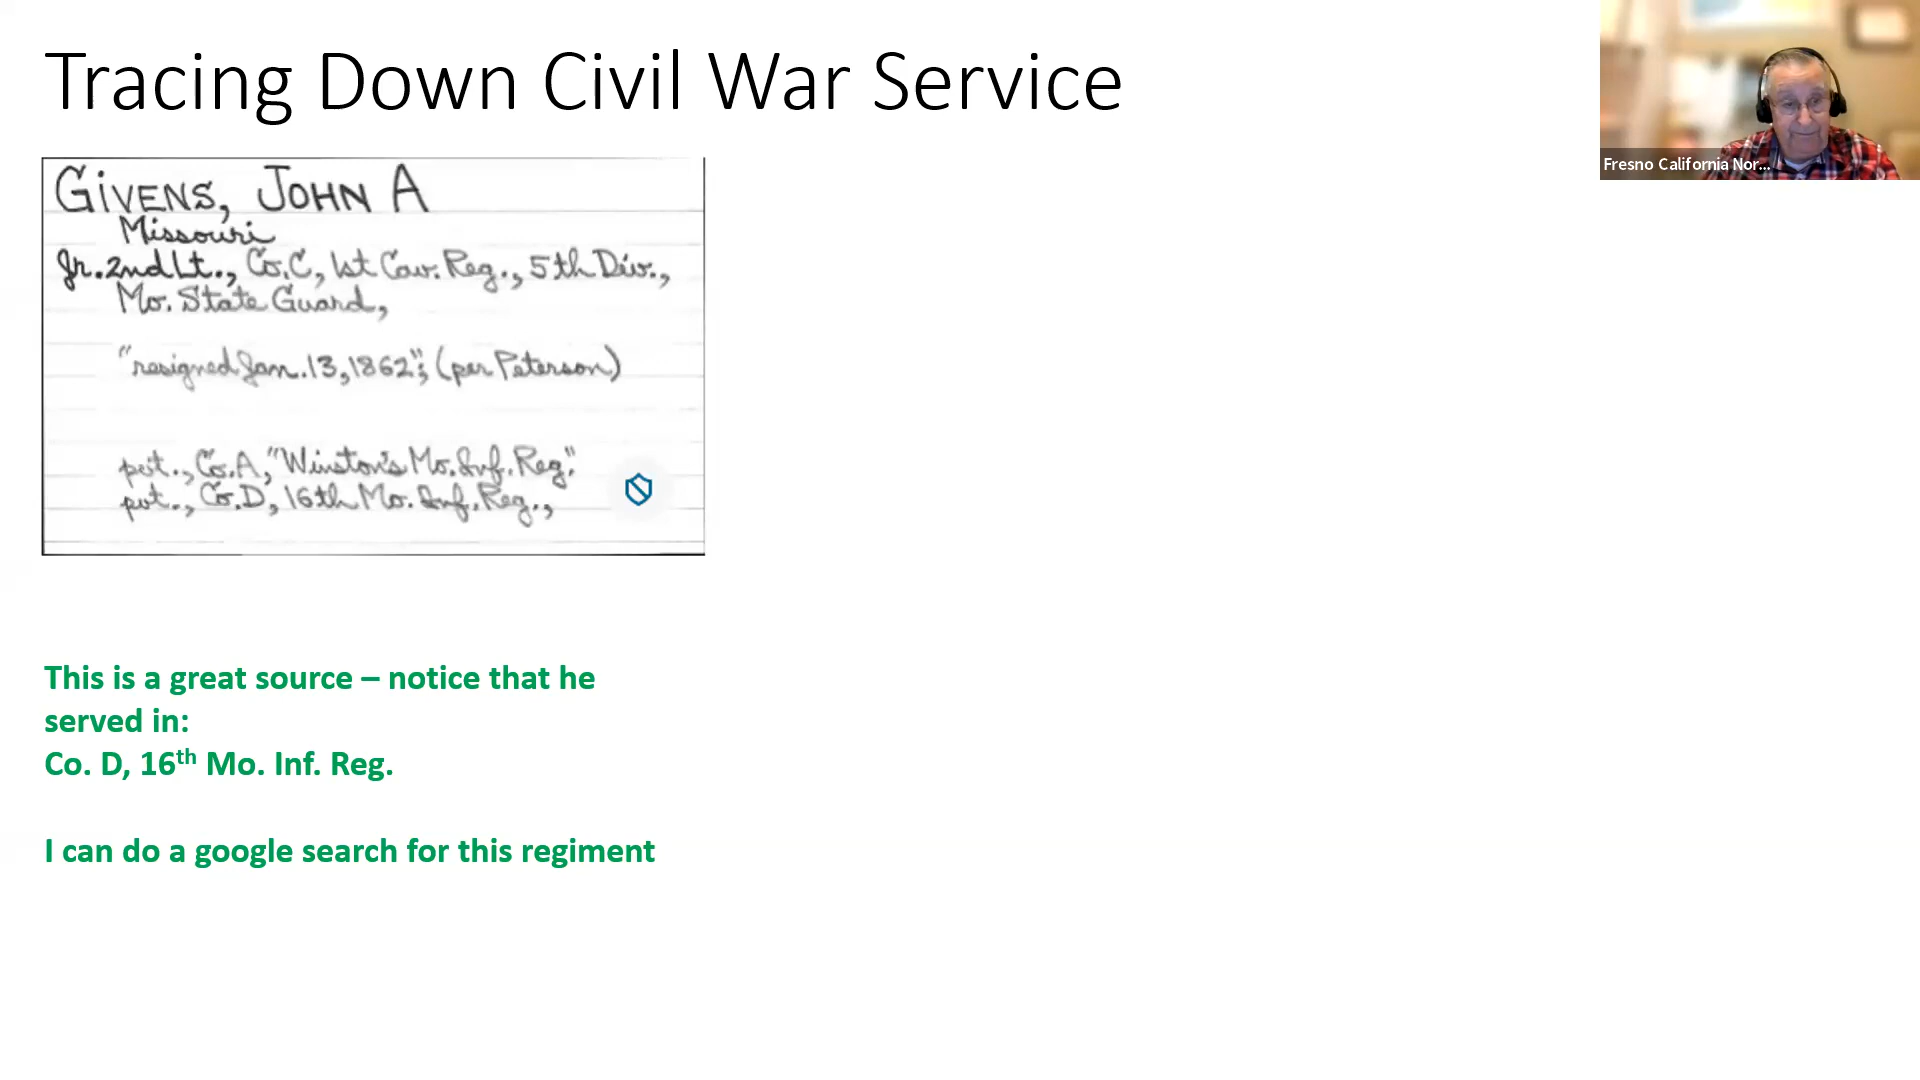 Tracing Down Civil War Service
Fresno California Nor...
GIVENS, JOHN A
Missouri
Jr. 2nd Lt., Co. C, 1st Cav. Reg., 5th Div.,
Mo. State Guard,
"resigned Jan. 13, 1862"; (per Peterson)
pvt., Co. A, "Winston's Mo. Inf. Reg."
pvt., Co. D, 16th Mo. Inf. Reg.,
This is a great source – notice that he
served in:
Co. D, 16th Mo. Inf. Reg.
I can do a google search for this regiment